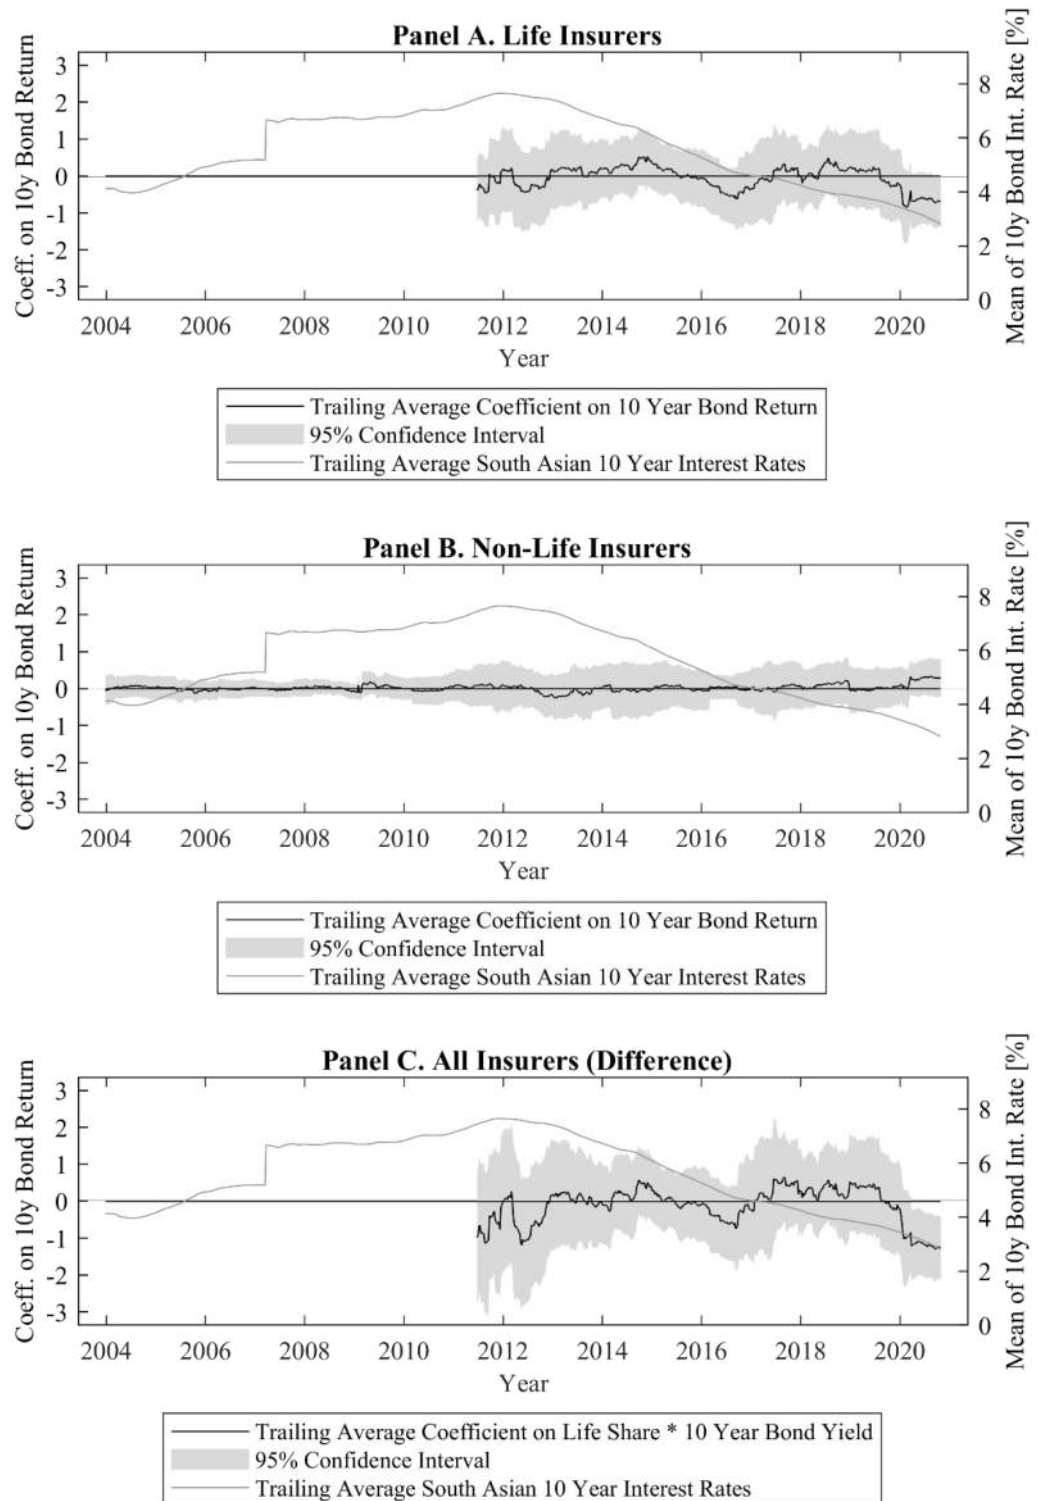 Panel A. Life Insurers
Coeff. on 10y Bond Return
3
2
1
0
-1
-2
-3
Mean of 10y Bond Int. Rate [%]
8
6
4
2
0
2004 2006 2008 2010 2012 2014 2016 2018 2020
Year
Trailing Average Coefficient on 10 Year Bond Return
95% Confidence Interval
Trailing Average South Asian 10 Year Interest Rates
Panel B. Non-Life Insurers
Coeff. on 10y Bond Return
3
2
1
0
-1
-2
-3
Mean of 10y Bond Int. Rate [%]
8
6
4
2
0
2004 2006 2008 2010 2012 2014 2016 2018 2020
Year
Trailing Average Coefficient on 10 Year Bond Return
95% Confidence Interval
Trailing Average South Asian 10 Year Interest Rates
Panel C. All Insurers (Difference)
Coeff. on 10y Bond Return
3
2
1
0
-1
-2
-3
Mean of 10y Bond Int. Rate [%]
8
6
4
2
0
2004 2006 2008 2010 2012 2014 2016 2018 2020
Year
Trailing Average Coefficient on Life Share * 10 Year Bond Yield
95% Confidence Interval
Trailing Average South Asian 10 Year Interest Rates